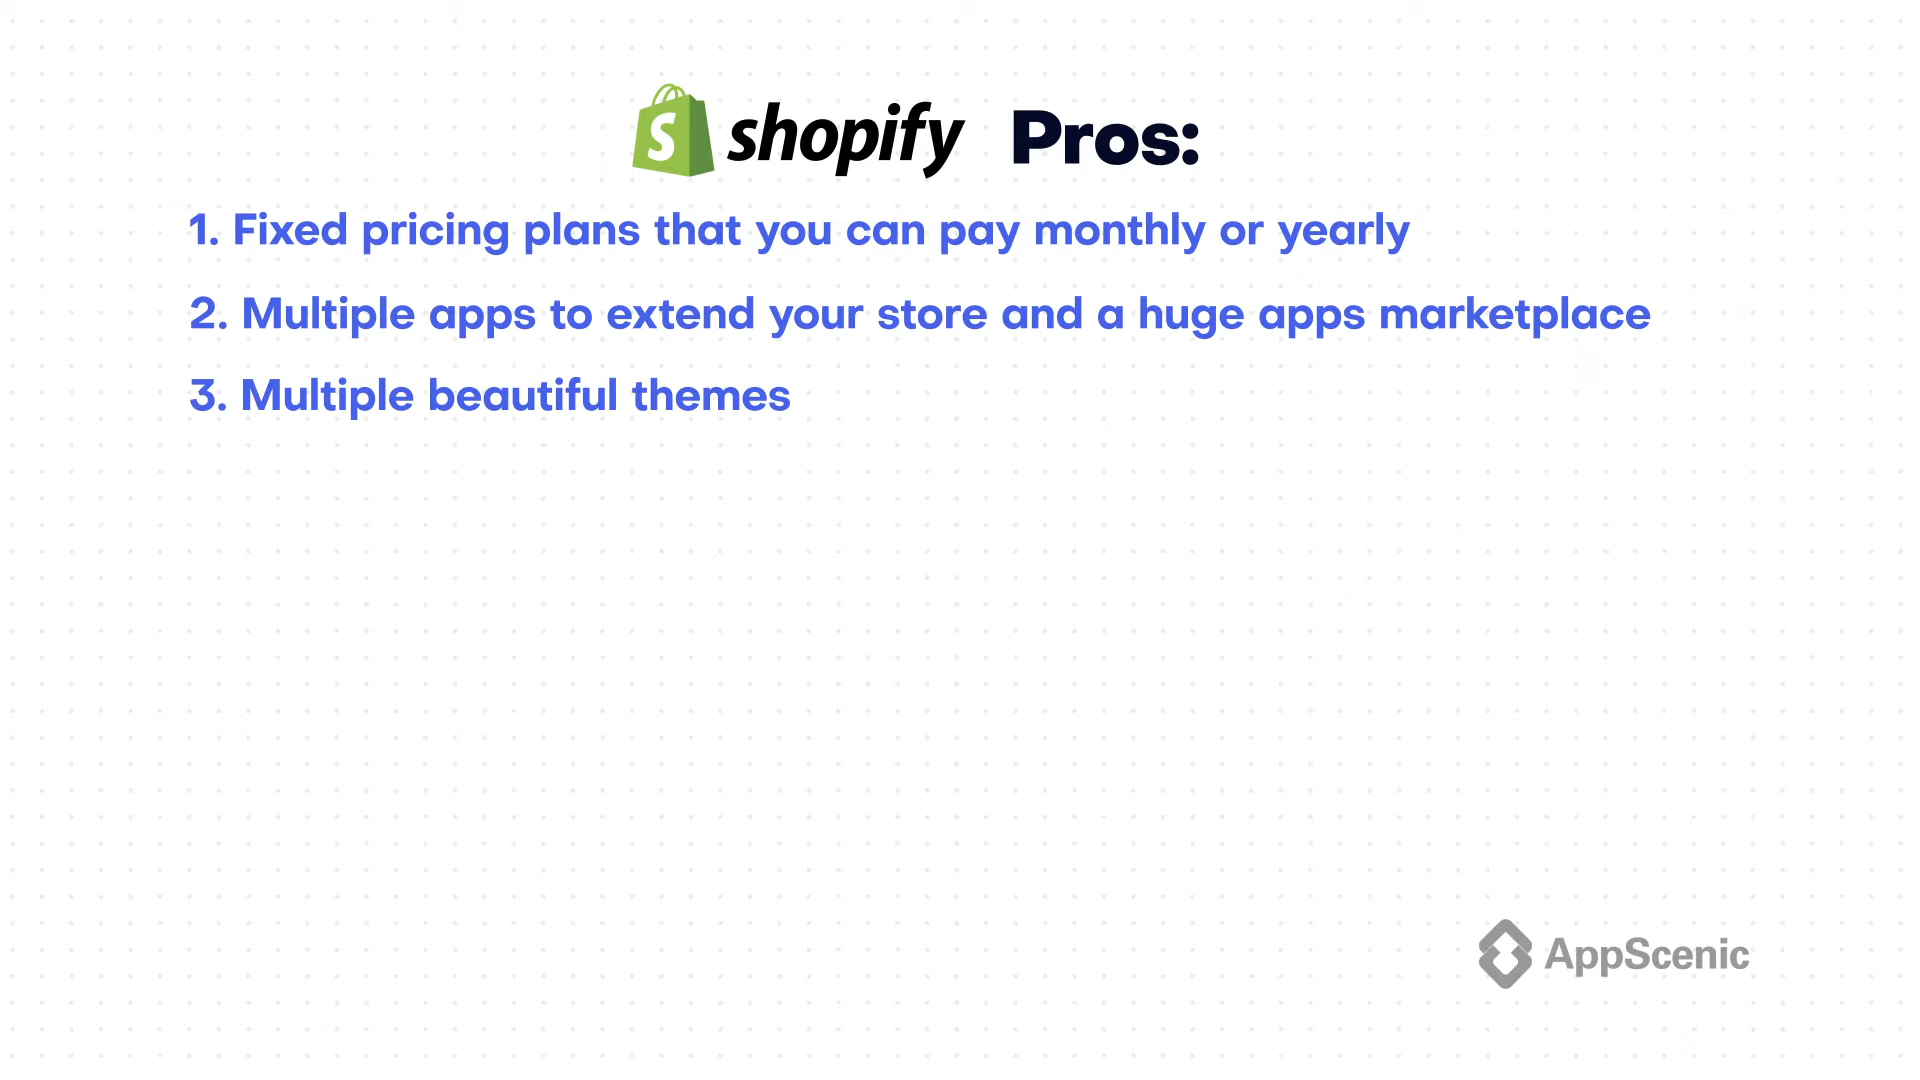 shopify Pros:
1. Fixed pricing plans that you can pay monthly or yearly
2. Multiple apps to extend your store and a huge apps marketplace
3. Multiple beautiful themes
AppScenic